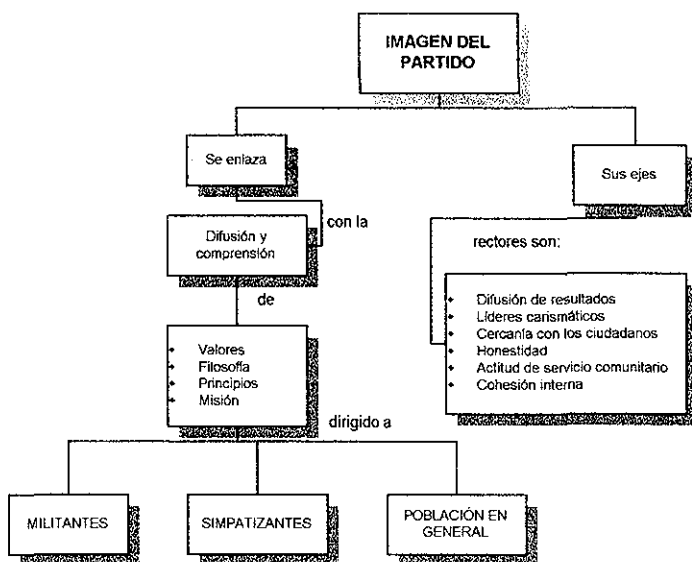 IMAGEN DEL
PARTIDO
Se enlaza
con la
Difusión y
comprensión
de
Valores
Filosofía
Principios
Misión
dirigido a
MILITANTES
SIMPATIZANTES
POBLACIÓN EN
GENERAL
Sus ejes
rectores son:
Difusión de resultados
Líderes carismáticos
Cercanía con los ciudadanos
Honestidad
Actitud de servicio comunitario
Cohesión interna